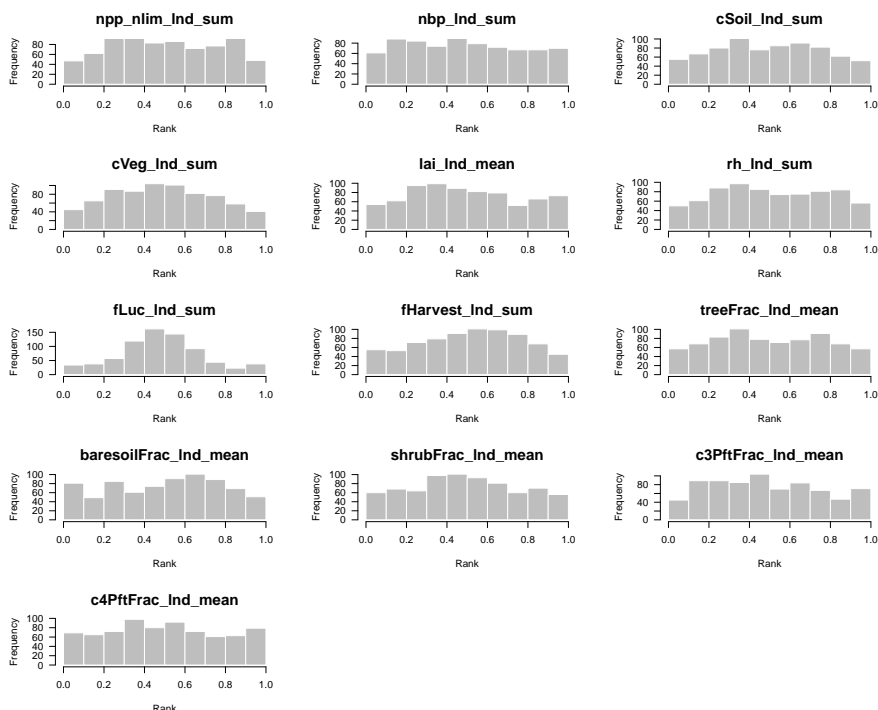 npp_nlim_lnd_sum
Frequency
0 20 40 60 80
0.0 0.2 0.4 0.6 0.8 1.0
Rank
nbp_lnd_sum
Frequency
0 20 40 60 80
0.0 0.2 0.4 0.6 0.8 1.0
Rank
cSoil_lnd_sum
Frequency
0 20 40 60 80 100
0.0 0.2 0.4 0.6 0.8 1.0
Rank
cVeg_lnd_sum
Frequency
0 40 80
0.0 0.2 0.4 0.6 0.8 1.0
Rank
lai_lnd_mean
Frequency
0 20 40 60 80 100
0.0 0.2 0.4 0.6 0.8 1.0
Rank
rh_lnd_sum
Frequency
0 20 40 60 80 100
0.0 0.2 0.4 0.6 0.8 1.0
Rank
fLuc_lnd_sum
Frequency
0 50 100 150
0.0 0.2 0.4 0.6 0.8 1.0
Rank
fHarvest_lnd_sum
Frequency
0 20 40 60 80 100
0.0 0.2 0.4 0.6 0.8 1.0
Rank
treeFrac_lnd_mean
Frequency
0 20 40 60 80 100
0.0 0.2 0.4 0.6 0.8 1.0
Rank
baresoilFrac_lnd_mean
Frequency
0 20 40 60 80 100
0.0 0.2 0.4 0.6 0.8 1.0
Rank
shrubFrac_lnd_mean
Frequency
0 20 40 60 80 100
0.0 0.2 0.4 0.6 0.8 1.0
Rank
c3PftFrac_lnd_mean
Frequency
0 20 40 60 80
0.0 0.2 0.4 0.6 0.8 1.0
Rank
c4PftFrac_lnd_mean
Frequency
0 20 40 60 80 100
0.0 0.2 0.4 0.6 0.8 1.0
Rank